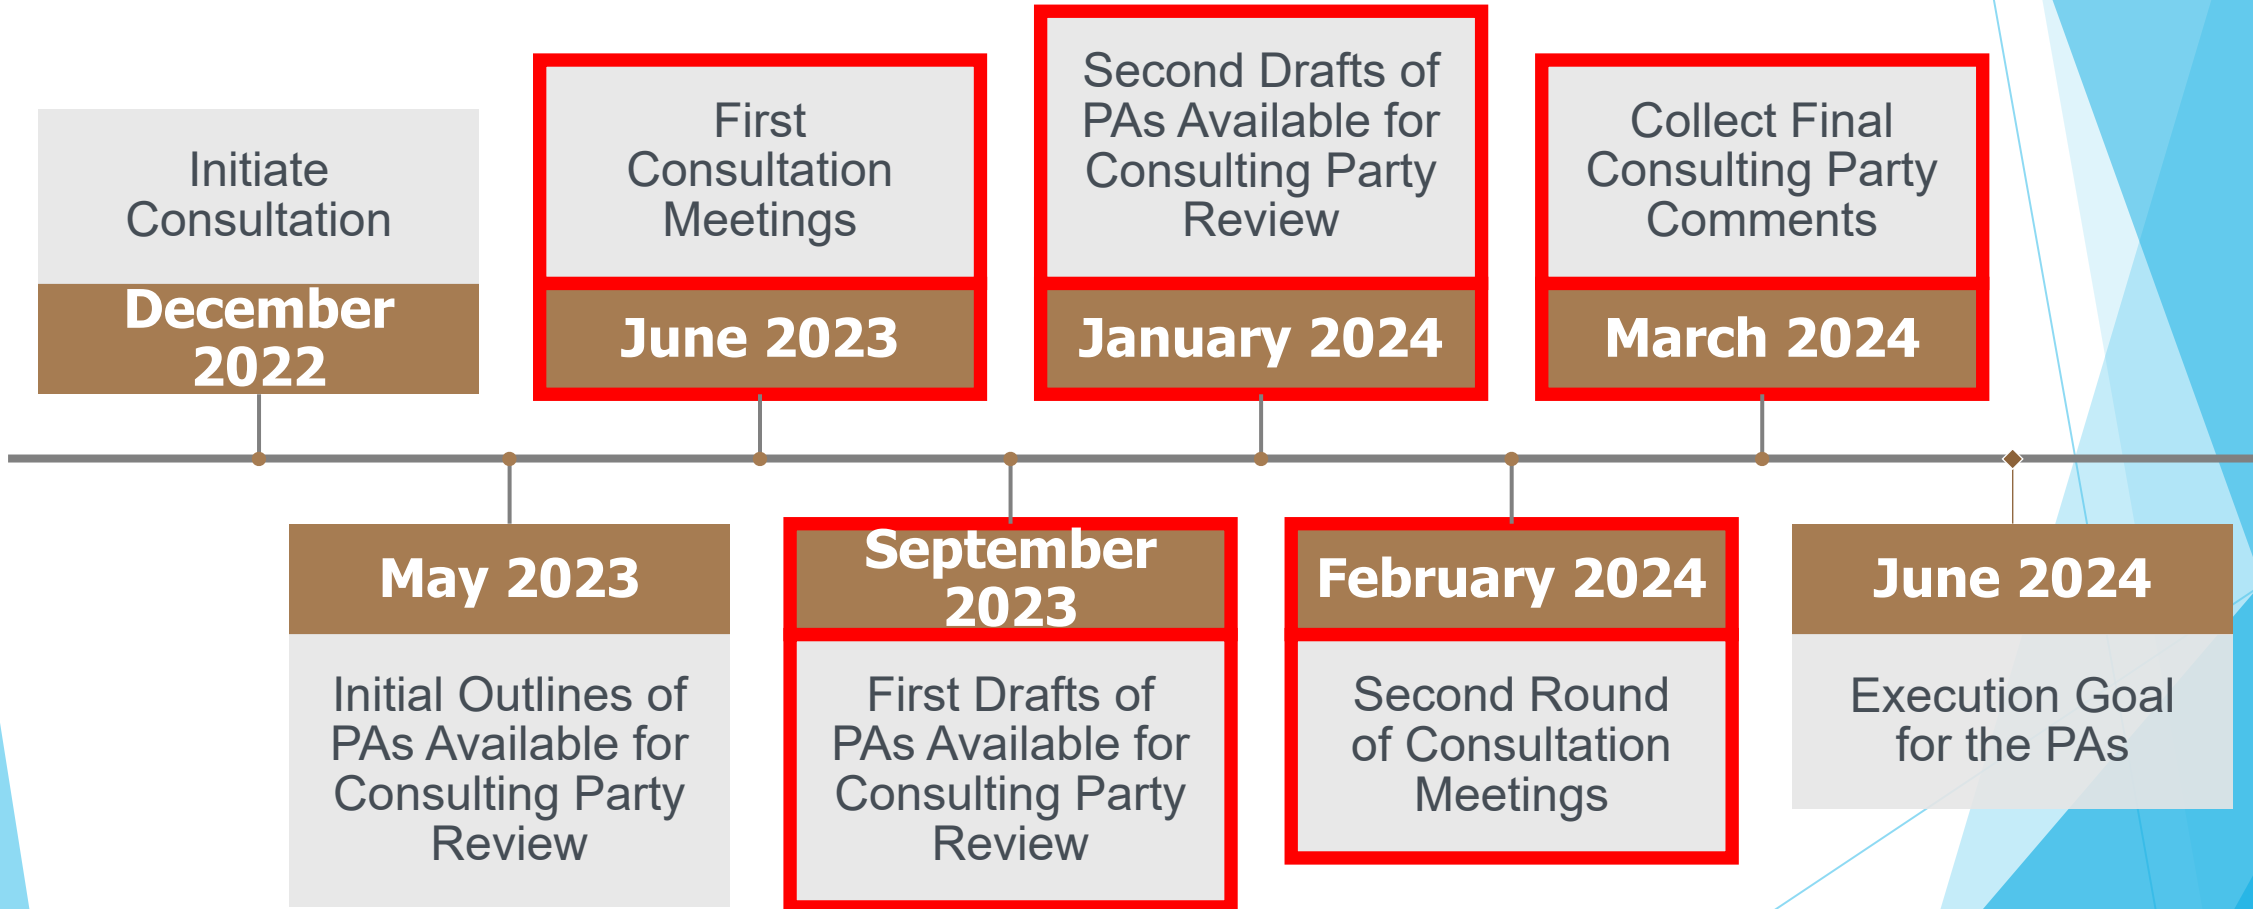 Initiate
Consultation
December
2022
May 2023
Initial Outlines of
PAs Available for
Consulting Party
Review
First
Consultation
Meetings
June 2023
September
2023
First Drafts of
PAs Available for
Consulting Party
Review
Second Drafts of
PAs Available for
Consulting Party
Review
January 2024
February 2024
Second Round
of Consultation
Meetings
Collect Final
Consulting Party
Comments
March 2024
June 2024
Execution Goal
for the PAs